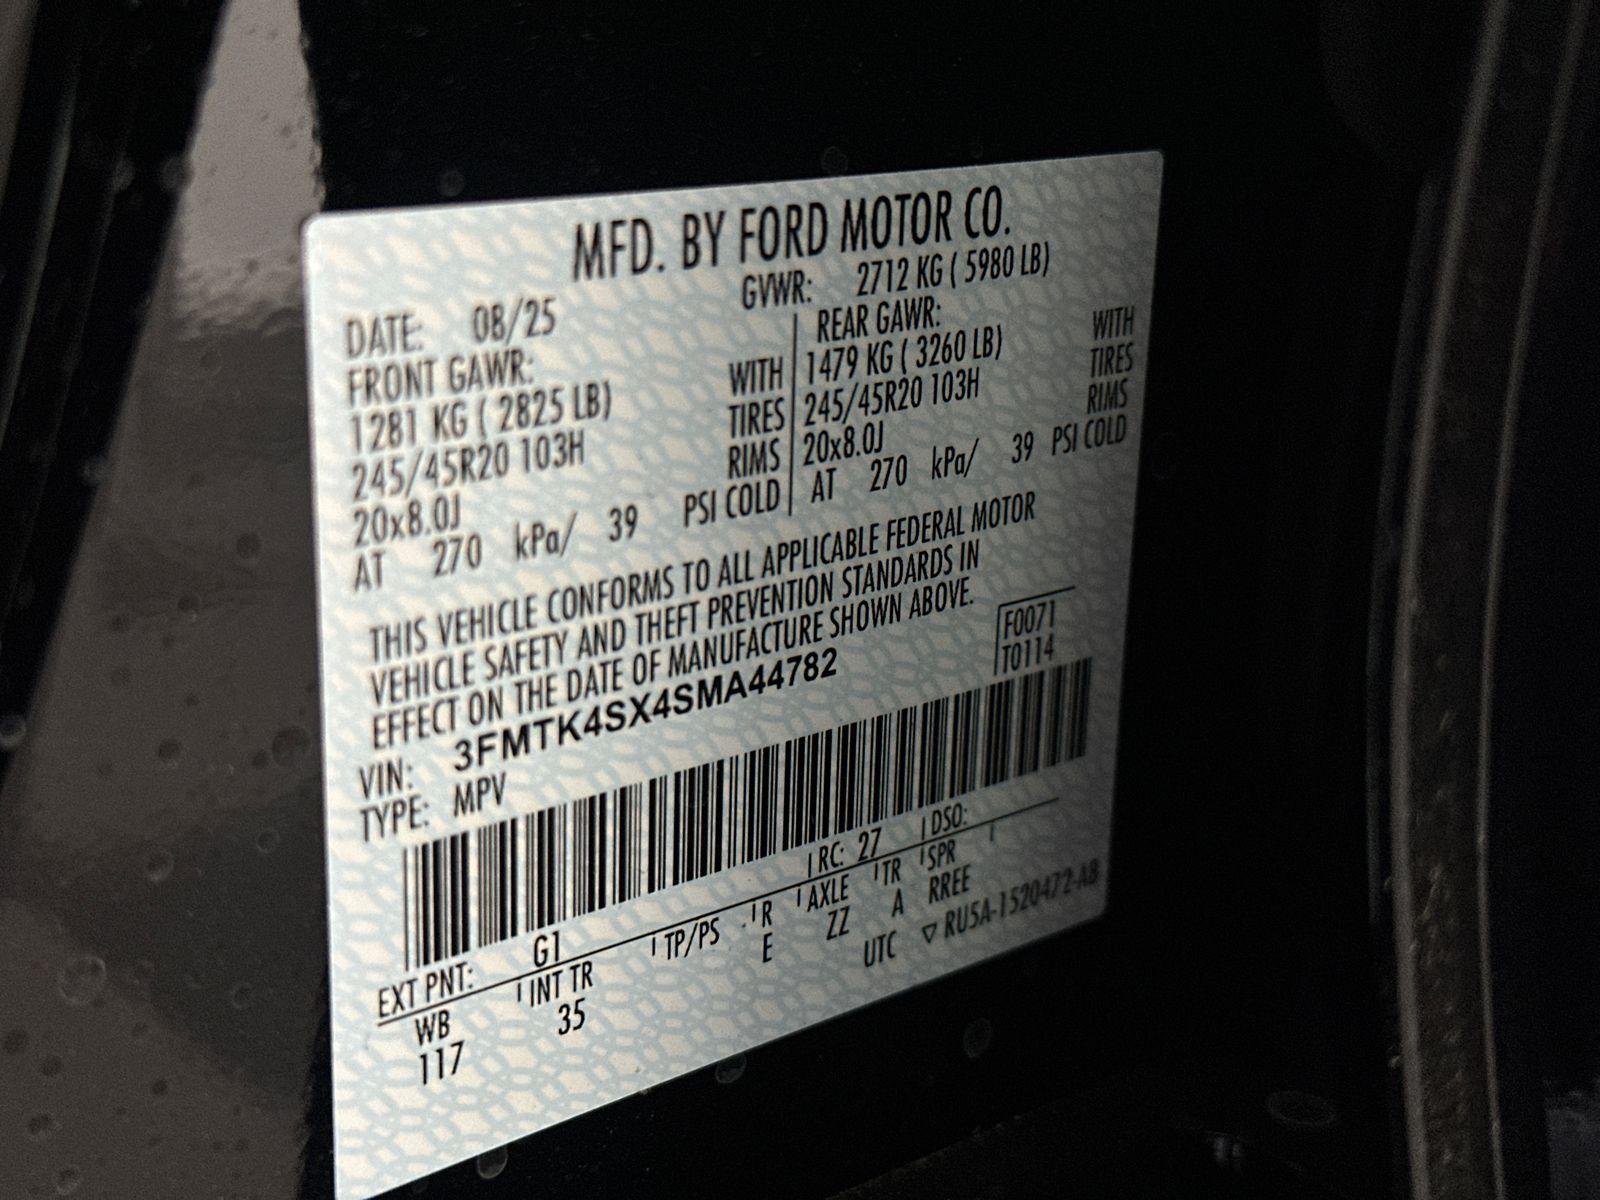 MFD. BY FORD MOTOR CO.
DATE: 08/25 GVWR: 2712 KG ( 5980 LB)
FRONT GAWR: REAR GAWR:
1281 KG ( 2825 LB) WITH 1479 KG ( 3260 LB) WITH
245/45R20 103H TIRES 245/45R20 103H TIRES
20x8.0J RIMS 20x8.0J RIMS
AT 270 kPa/ 39 PSI COLD AT 270 kPa/ 39 PSI COLD
THIS VEHICLE CONFORMS TO ALL APPLICABLE FEDERAL MOTOR
VEHICLE SAFETY AND THEFT PREVENTION STANDARDS IN
EFFECT ON THE DATE OF MANUFACTURE SHOWN ABOVE.
VIN: 3FMTK4SX4SMA44782 F0071
TYPE: MPV T0114
EXT PNT: G1 RC: 27 DSO:
WB INT TR TP/PS R AXLE TR SPR
117 35 E ZZ A RREE
UTC ▽ RU5A-1520472-AB